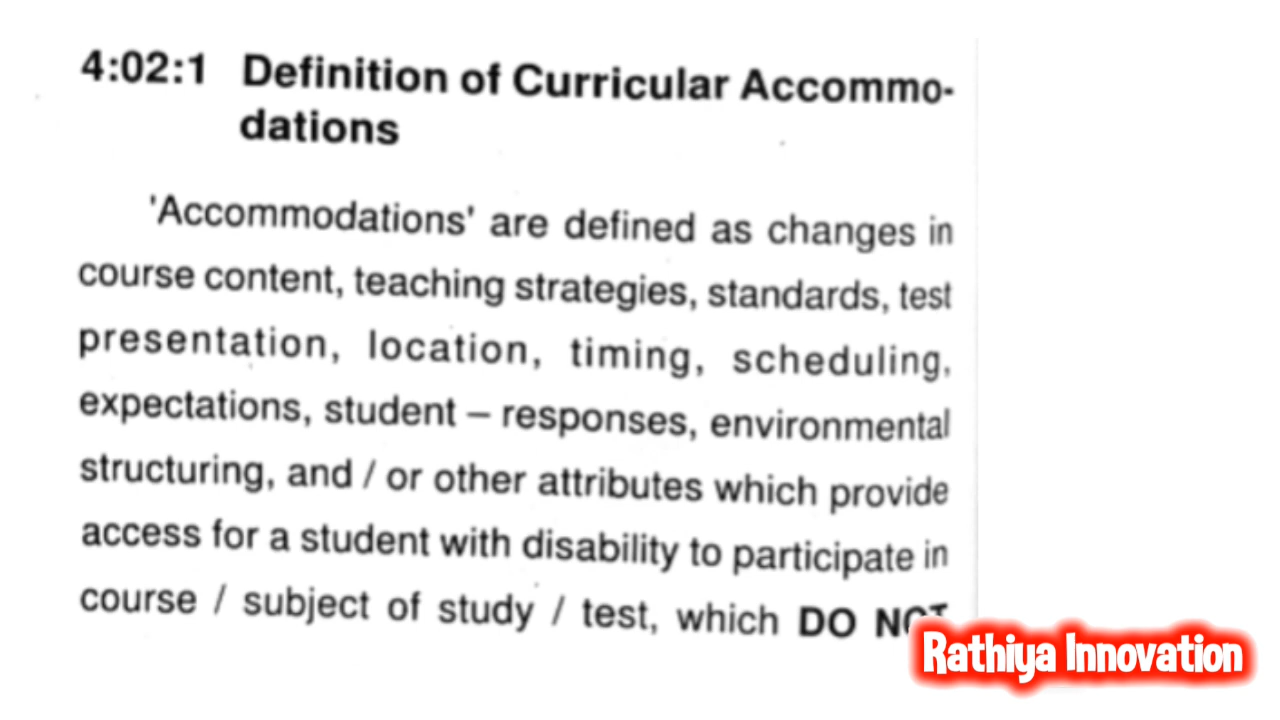 4:02:1 Definition of Curricular Accommo-
dations
'Accommodations' are defined as changes in
course content, teaching strategies, standards, test
presentation, location, timing, scheduling,
expectations, student – responses, environmental
structuring, and / or other attributes which provide
access for a student with disability to participate in
course / subject of study / test, which DO NOT
Rathiya Innovation